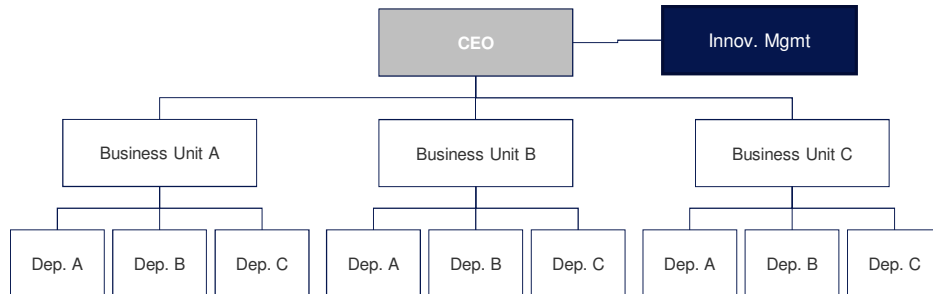 CEO
Innov. Mgmt
Business Unit A
Business Unit B
Business Unit C
Dep. A
Dep. B
Dep. C
Dep. A
Dep. B
Dep. C
Dep. A
Dep. B
Dep. C